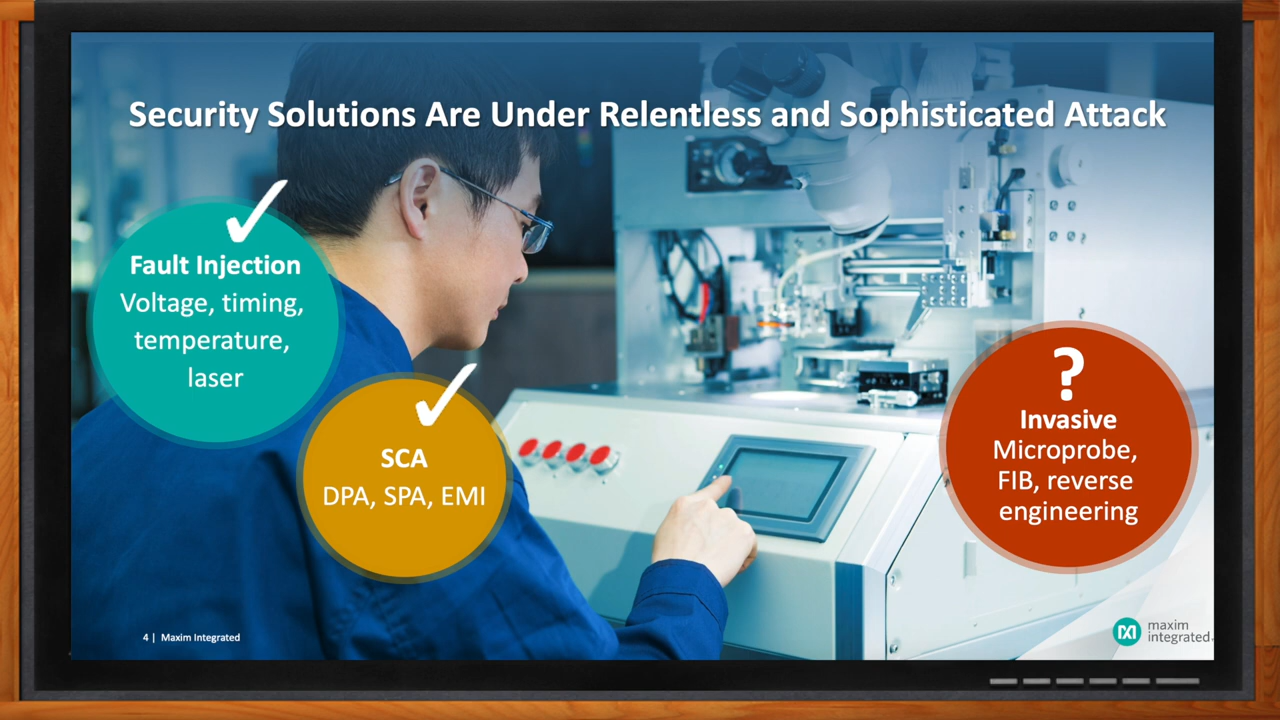 Security Solutions Are Under Relentless and Sophisticated Attack
Fault Injection
Voltage, timing,
temperature,
laser
SCA
DPA, SPA, EMI
?
Invasive
Microprobe,
FIB, reverse
engineering
4 | Maxim Integrated
maxim
integrated.